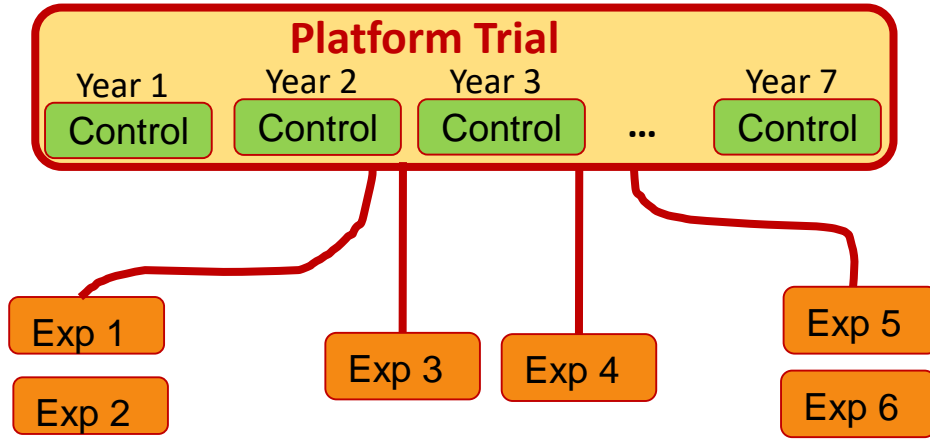 Platform Trial
Year 1 Year 2 Year 3 Year 7
Control Control Control ... Control
Exp 1 Exp 5
Exp 3 Exp 4
Exp 2 Exp 6